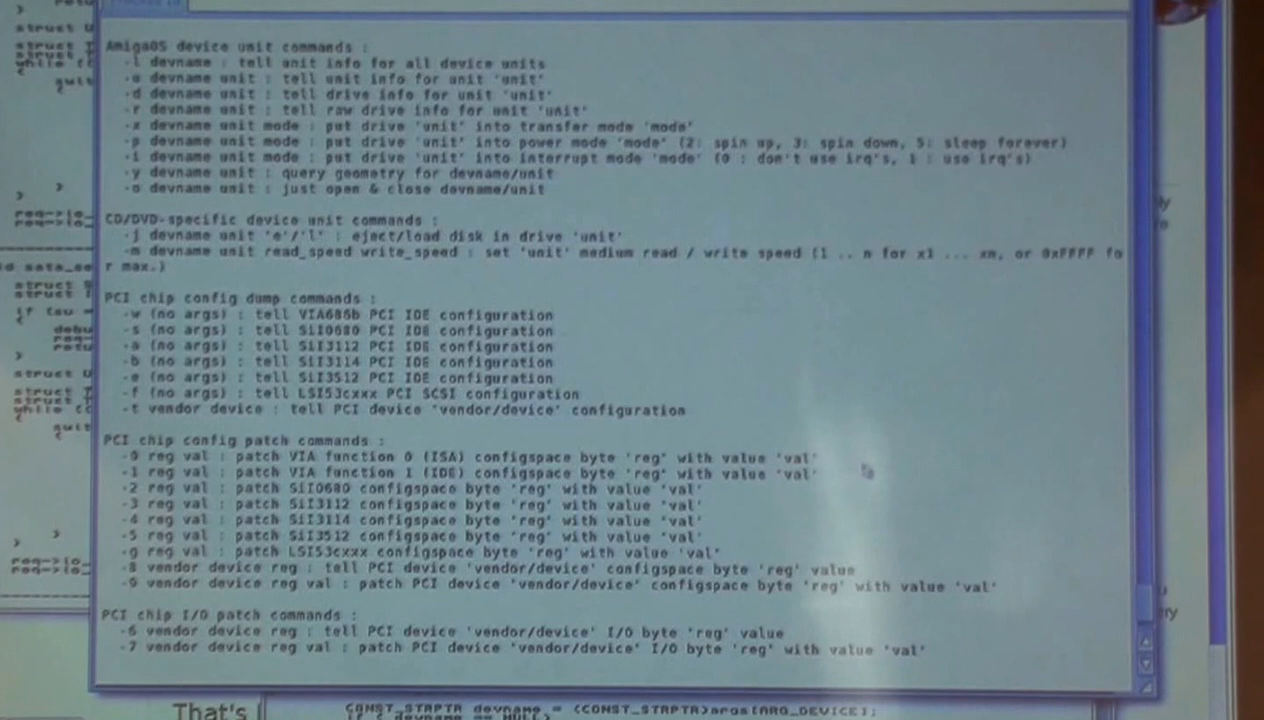 AmigaOS device unit commands :
-l devname : tell unit info for all device units
-u devname unit : tell unit info for unit 'unit'
-d devname unit : tell drive info for unit 'unit'
-r devname unit : tell raw drive info for unit 'unit'
-x devname unit mode : put drive 'unit' into transfer mode 'mode'
-p devname unit mode : put drive 'unit' into power mode 'mode' (2: spin up, 3: spin down, 5: sleep forever)
-i devname unit mode : put drive 'unit' into interrupt mode 'mode' (0 : don't use irq's, 1 : use irq's)
-y devname unit : query geometry for devname/unit
-o devname unit : just open & close devname/unit
CD/DVD-specific device unit commands :
-j devname unit 'e'/'l' : eject/load disk in drive 'unit'
-m devname unit read_speed write_speed : set 'unit' medium read / write speed (1 .. n for x1 ... xn, or 0xFFFF fo
r max.)
PCI chip config dump commands :
-w (no args) : tell VIA686b PCI IDE configuration
-s (no args) : tell SiI0680 PCI IDE configuration
-a (no args) : tell SiI3112 PCI IDE configuration
-b (no args) : tell SiI3114 PCI IDE configuration
-e (no args) : tell SiI3512 PCI IDE configuration
-f (no args) : tell LSI53cxxx PCI SCSI configuration
-t vendor device : tell PCI device 'vendor/device' configuration
PCI chip config patch commands :
-0 reg val : patch VIA function 0 (ISA) configspace byte 'reg' with value 'val'
-1 reg val : patch VIA function 1 (IDE) configspace byte 'reg' with value 'val'
-2 reg val : patch SiI0680 configspace byte 'reg' with value 'val'
-3 reg val : patch SiI3112 configspace byte 'reg' with value 'val'
-4 reg val : patch SiI3114 configspace byte 'reg' with value 'val'
-5 reg val : patch SiI3512 configspace byte 'reg' with value 'val'
-g reg val : patch LSI53cxxx configspace byte 'reg' with value 'val'
-8 vendor device reg : tell PCI device 'vendor/device' configspace byte 'reg' value
-9 vendor device reg val : patch PCI device 'vendor/device' configspace byte 'reg' with value 'val'
PCI chip I/O patch commands :
-6 vendor device reg : tell PCI device 'vendor/device' I/O byte 'reg' value
-7 vendor device reg val : patch PCI device 'vendor/device' I/O byte 'reg' with value 'val'
That's
CONST_STRPTR devname = (CONST_STRPTR)args[ARG_DEVICE];